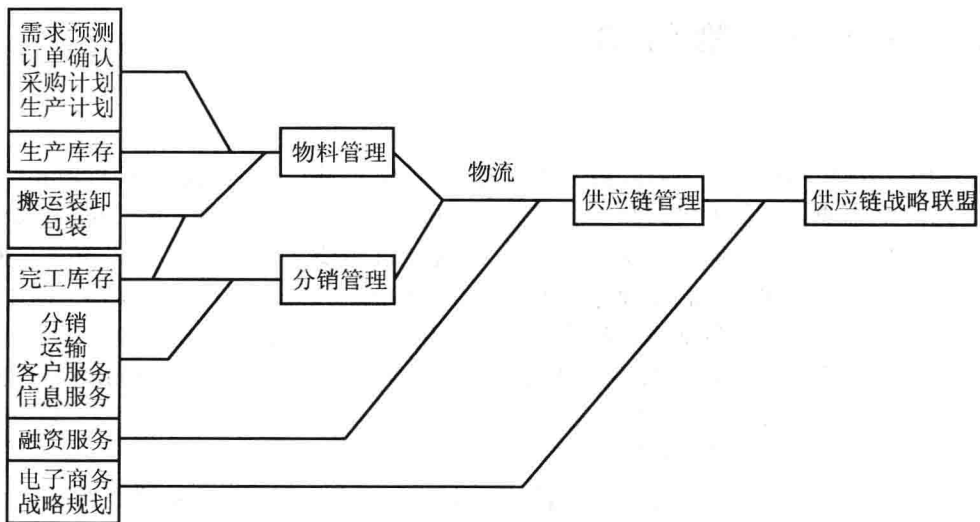 需求预测
订单确认
采购计划
生产计划
生产库存
搬运装卸
包装
完工库存
分销
运输
客户服务
信息服务
融资服务
电子商务
战略规划
物料管理
分销管理
物流
供应链管理
供应链战略联盟